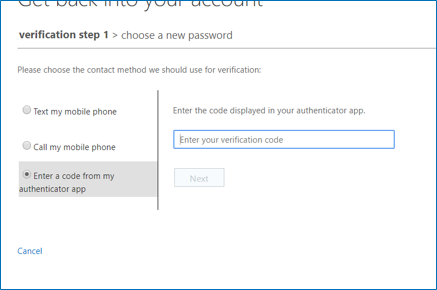 Get back into your account
verification step 1 > choose a new password
Please choose the contact method we should use for verification:
Text my mobile phone
Call my mobile phone
Enter a code from my
authenticator app
Enter the code displayed in your authenticator app.
Enter your verification code
Next
Cancel